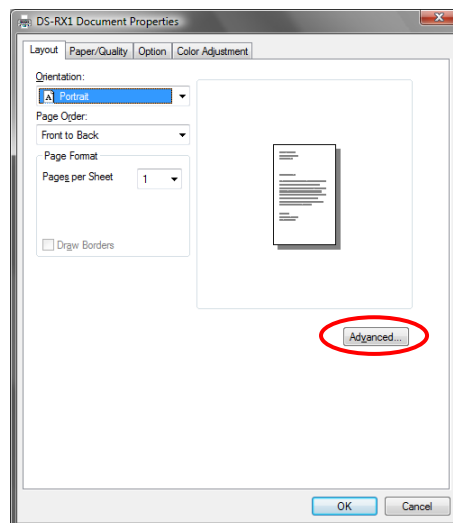 DS-RX1 Document Properties
Layout Paper/Quality Option Color Adjustment
Orientation:
Portrait
Page Order:
Front to Back
Page Format
Pages per Sheet 1
Draw Borders
Advanced...
OK Cancel